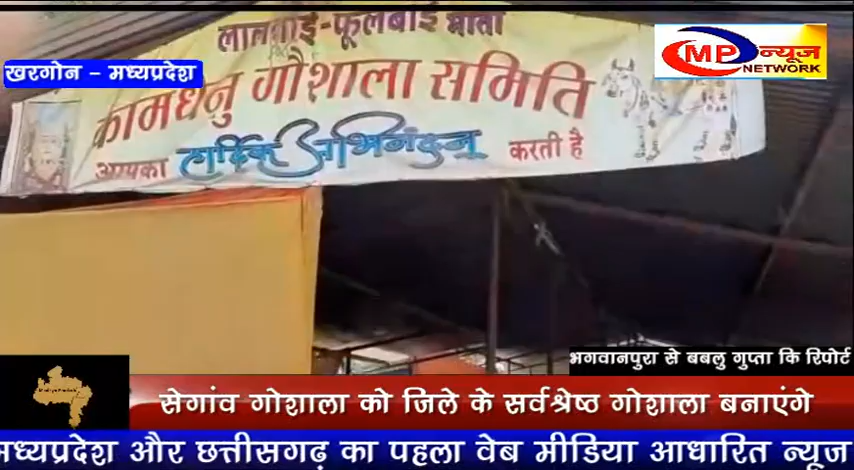 लालबाई-फूलबाई माता
कामधेनु गौशाला समिति
आपका हार्दिक अभिनंदन करती है
खरगोन - मध्यप्रदेश
MP न्यूज
NETWORK
भगवानपुरा से बबलु गुप्ता कि रिपोर्ट
सेगांव गोशाला को जिले के सर्वश्रेष्ठ गोशाला बनाएंगे
मध्यप्रदेश और छत्तीसगढ़ का पहला वेब मीडिया आधारित न्यूज